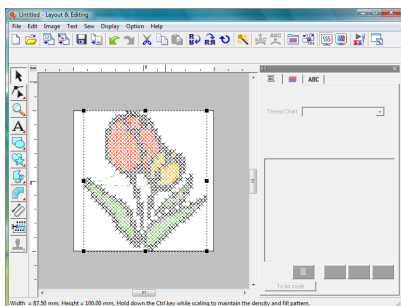 Untitled - Layout & Editing
File Edit Image Text Sew Display Option Help
ABC
Thread Chart
To list mode
Width = 87.50 mm, Height = 100.00 mm, Hold down the Ctrl key while scaling to maintain the density and fill pattern.